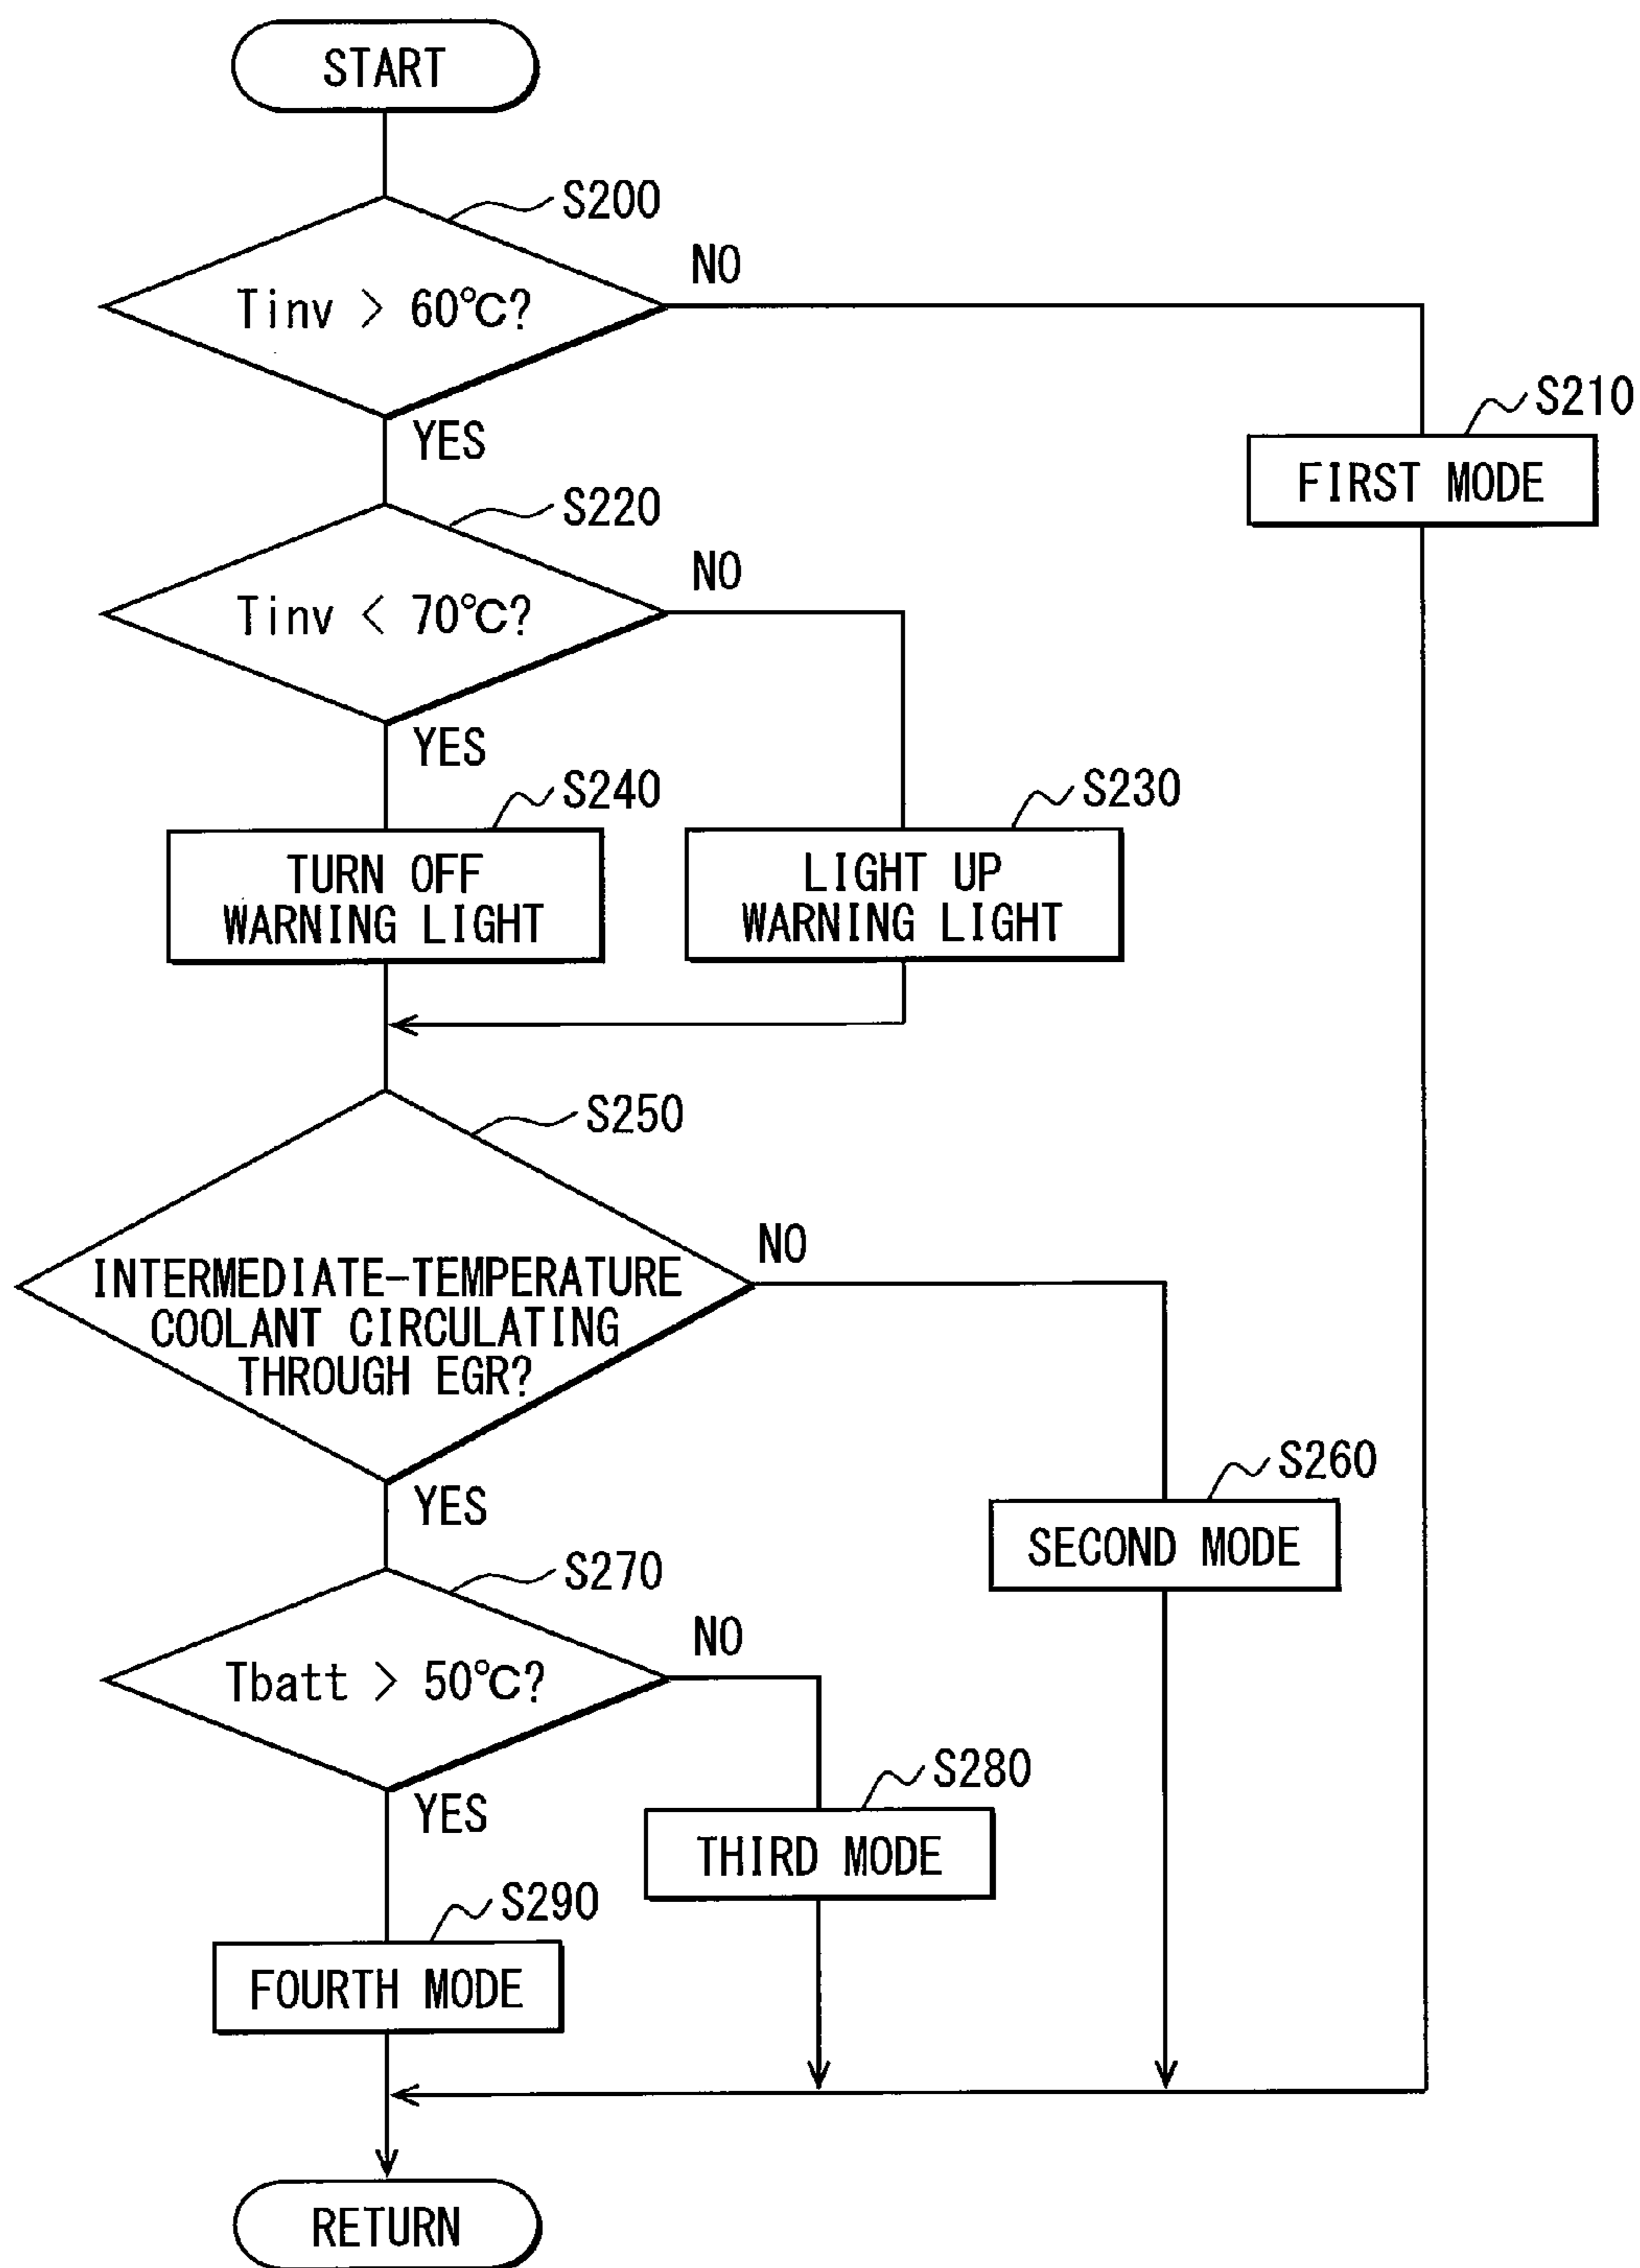 START
S200
Tinv > 60℃?
NO
YES
S210
FIRST MODE
S220
Tinv < 70℃?
NO
YES
S240
TURN OFF
WARNING LIGHT
S230
LIGHT UP
WARNING LIGHT
S250
INTERMEDIATE-TEMPERATURE
COOLANT CIRCULATING
THROUGH EGR?
NO
YES
S260
SECOND MODE
S270
Tbatt > 50℃?
NO
YES
S280
THIRD MODE
S290
FOURTH MODE
RETURN